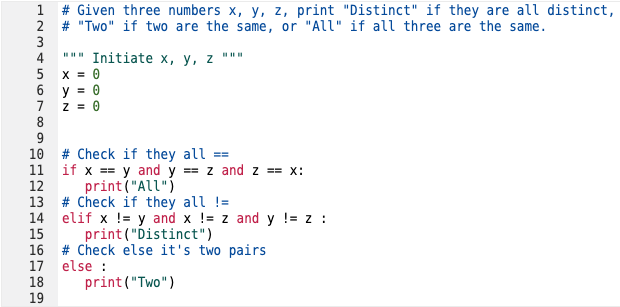 1 # Given three numbers x, y, z, print "Distinct" if they are all distinct,
2 # "Two" if two are the same, or "All" if all three are the same.
3
4 """ Initiate x, y, z """
5 x = 0
6 y = 0
7 z = 0
8
9
10 # Check if they all ==
11 if x == y and y == z and z == x:
12    print("All")
13 # Check if they all !=
14 elif x != y and x != z and y != z :
15    print("Distinct")
16 # Check else it's two pairs
17 else :
18    print("Two")
19